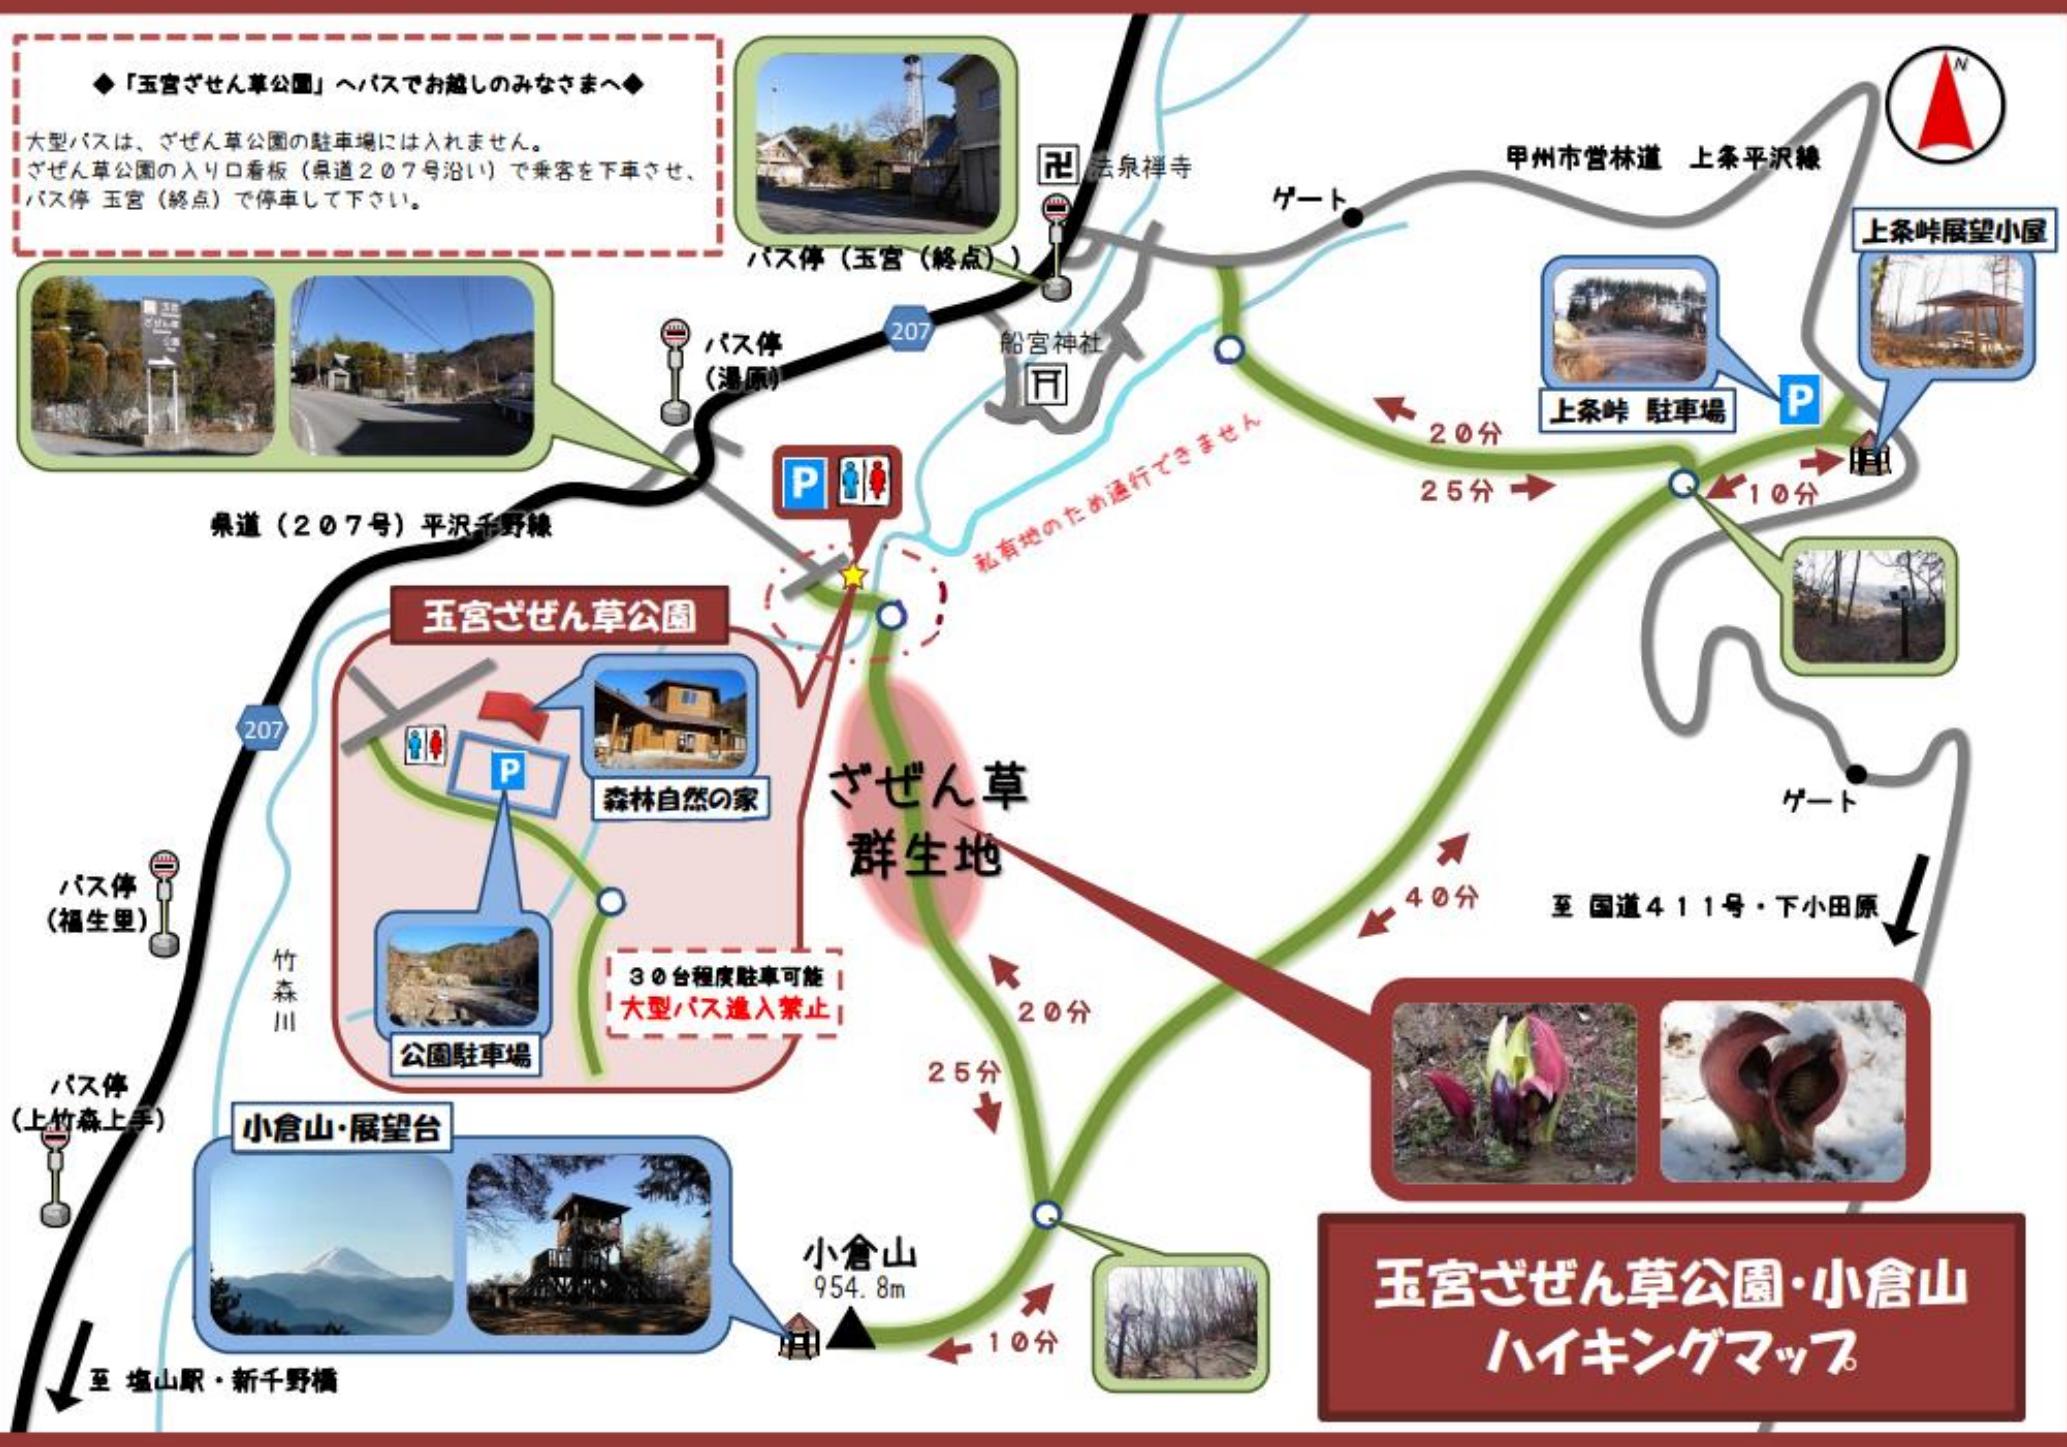 ◆「玉宮ざぜん草公園」へバスでお越しのみなさまへ◆
大型バスは、ざぜん草公園の駐車場には入れません。
ざぜん草公園の入り口看板（県道２０７号沿い）で乗客を下車させ、
バス停 玉宮（終点）で停車して下さい。
卍 法泉禅寺
バス停（玉宮（終点））
N
甲州市営林道　上条平沢線
ゲート
上条峠展望小屋
P
上条峠 駐車場
207
バス停
（湯原）
船宮神社
２０分
２５分
１０分
P
私有地のため通行できません
県道（２０７号）平沢千野線
玉宮ざぜん草公園
207
P
森林自然の家
ざぜん草
群生地
ゲート
バス停
（福生里）
竹森川
３０台程度駐車可能
大型バス進入禁止
公園駐車場
４０分
至 国道４１１号・下小田原
２０分
２５分
バス停
（上竹森上手）
小倉山・展望台
小倉山
954.8m
１０分
至 塩山駅・新千野橋
玉宮ざぜん草公園・小倉山
ハイキングマップ。